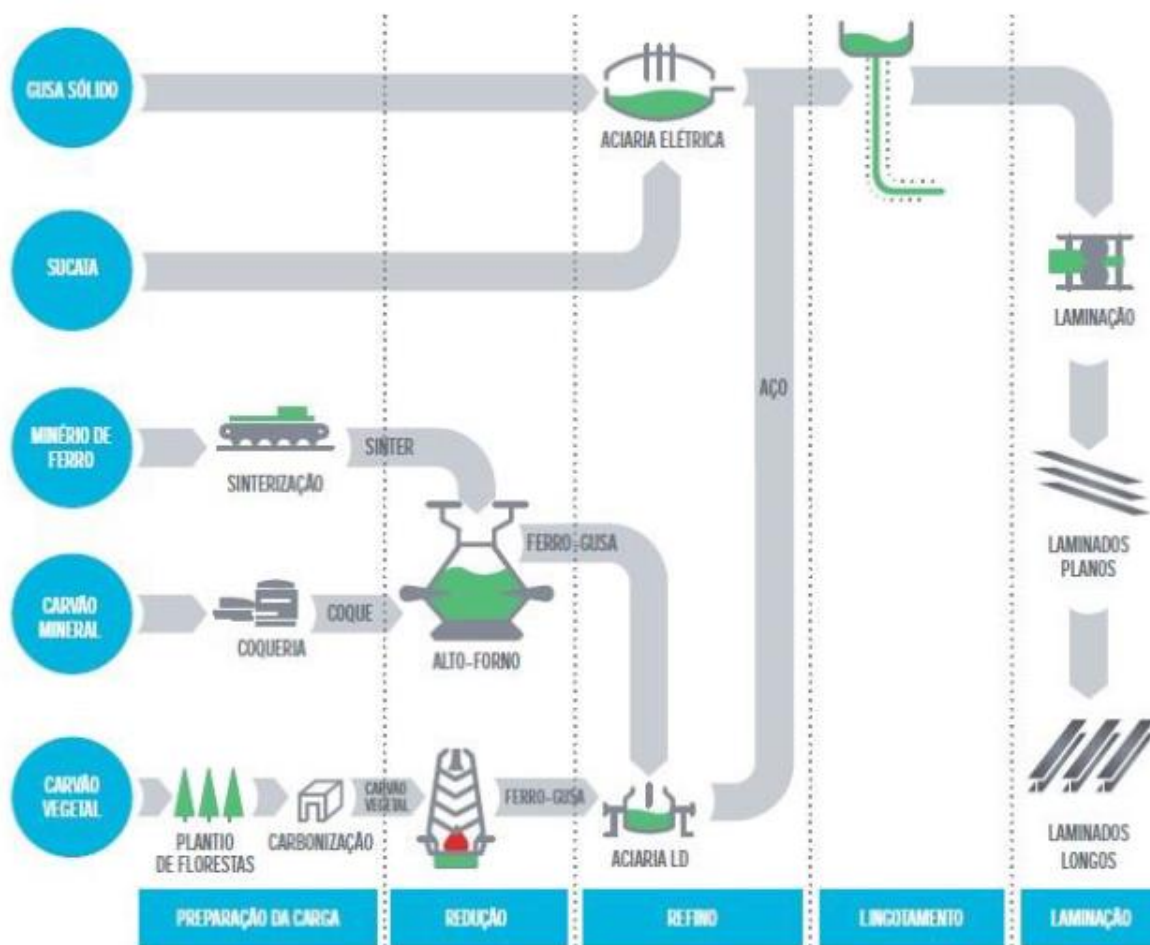 GUSA SÓLIDO
ACIARIA ELÉTRICA
SUCATA
LAMINAÇÃO
AÇO
MINÉRIO DE
FERRO
SINTERIZAÇÃO
SINTER
FERRO-GUSA
LAMINADOS
PLANOS
CARVÃO
MINERAL
COQUERIA
COQUE
ALTO-FORNO
CARVÃO
VEGETAL
PLANTIO
DE FLORESTAS
CARBONIZAÇÃO
CARVÃO
VEGETAL
FERRO-GUSA
ACIARIA LD
LAMINADOS
LONGOS
PREPARAÇÃO DA CARGA
REDUÇÃO
REFINO
LINGOTAMENTO
LAMINAÇÃO